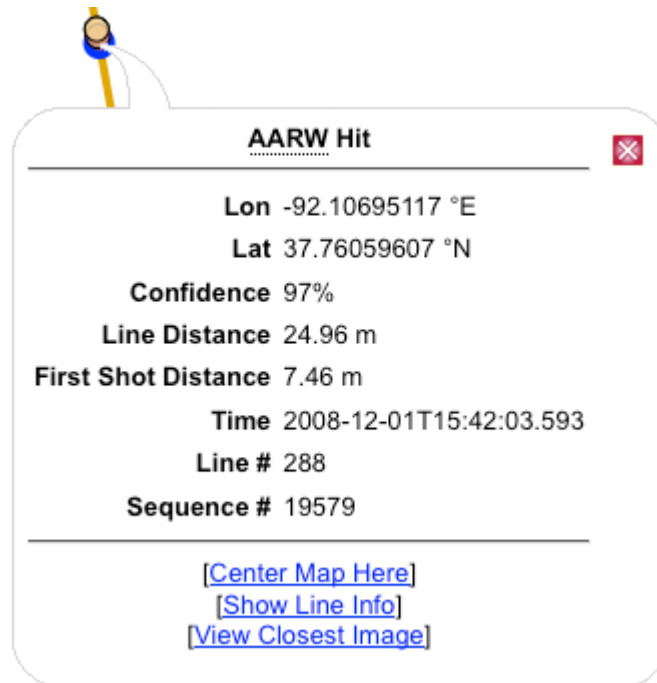 AARW Hit
Lon -92.10695117 °E
Lat 37.76059607 °N
Confidence 97%
Line Distance 24.96 m
First Shot Distance 7.46 m
Time 2008-12-01T15:42:03.593
Line # 288
Sequence # 19579
[Center Map Here]
[Show Line Info]
[View Closest Image]